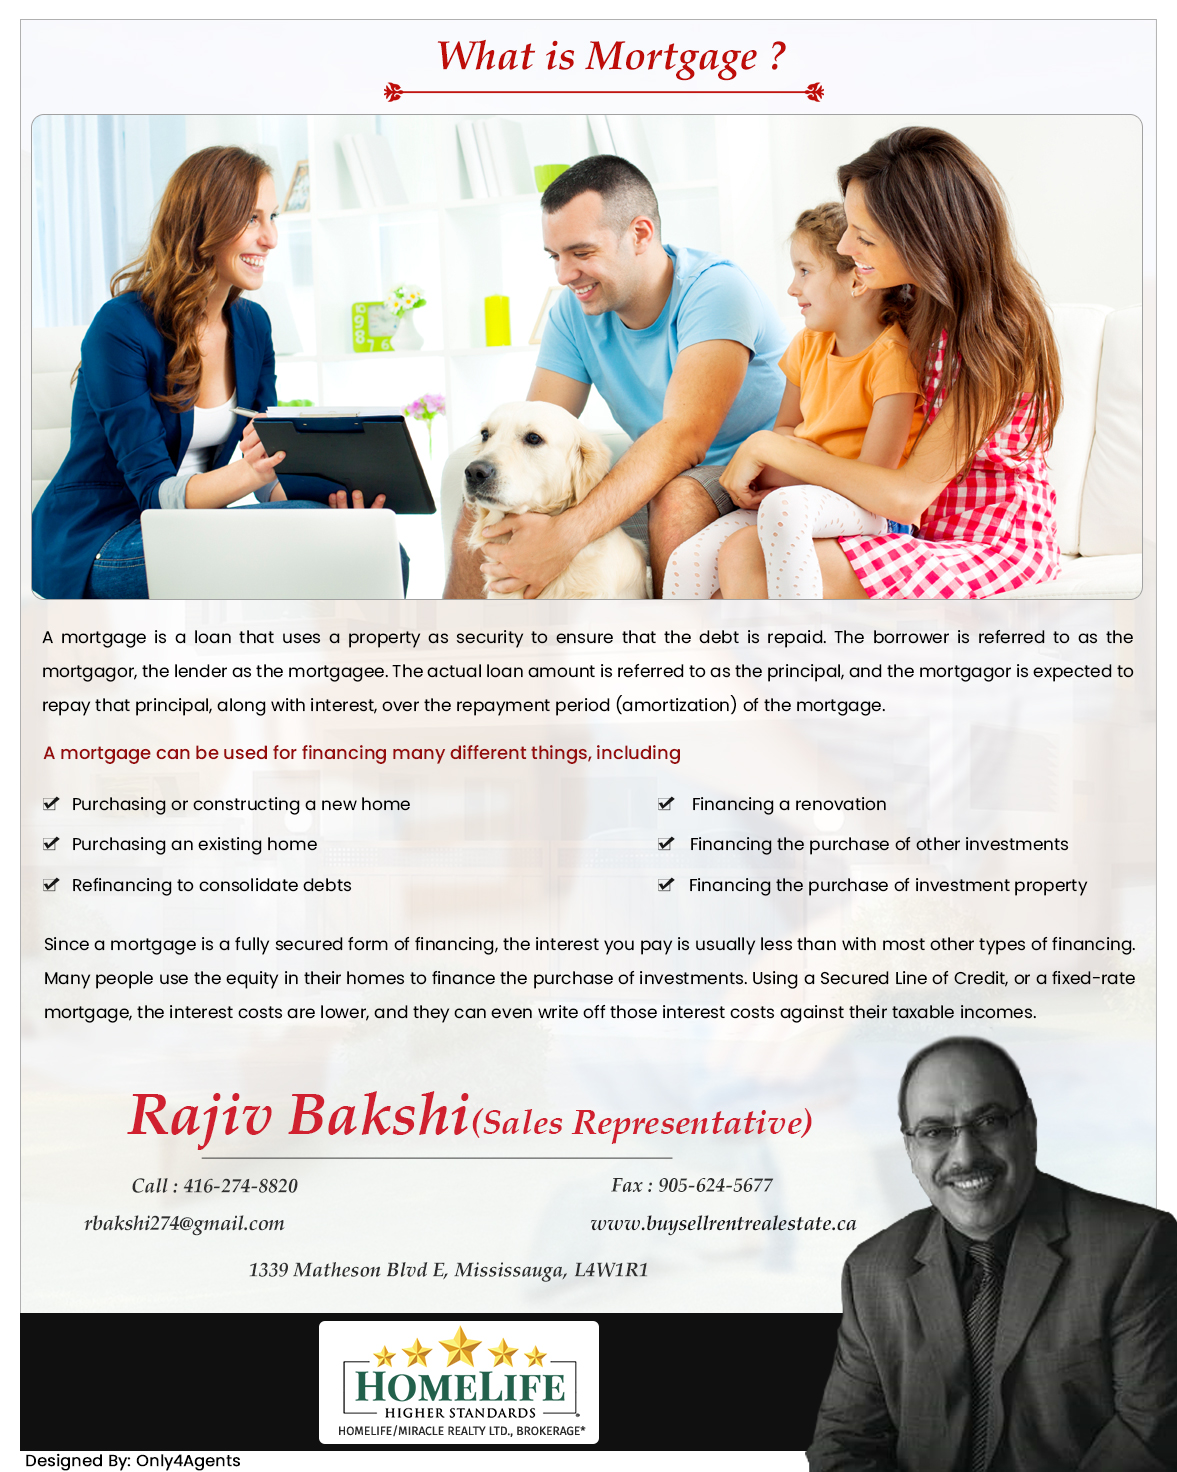 What is Mortgage ?
A mortgage is a loan that uses a property as security to ensure that the debt is repaid. The borrower is referred to as the
mortgagor, the lender as the mortgagee. The actual loan amount is referred to as the principal, and the mortgagor is expected to
repay that principal, along with interest, over the repayment period (amortization) of the mortgage.
A mortgage can be used for financing many different things, including
Purchasing or constructing a new home
Purchasing an existing home
Refinancing to consolidate debts
Financing a renovation
Financing the purchase of other investments
Financing the purchase of investment property
Since a mortgage is a fully secured form of financing, the interest you pay is usually less than with most other types of financing.
Many people use the equity in their homes to finance the purchase of investments. Using a Secured Line of Credit, or a fixed-rate
mortgage, the interest costs are lower, and they can even write off those interest costs against their taxable incomes.
Rajiv Bakshi(Sales Representative)
Call : 416-274-8820
Fax : 905-624-5677
rbakshi274@gmail.com
www.buysellrentrealestate.ca
1339 Matheson Blvd E, Mississauga, L4W1R1
HOMELIFE
HIGHER STANDARDS
HOMELIFE/MIRACLE REALTY LTD., BROKERAGE*
Designed By: Only4Agents